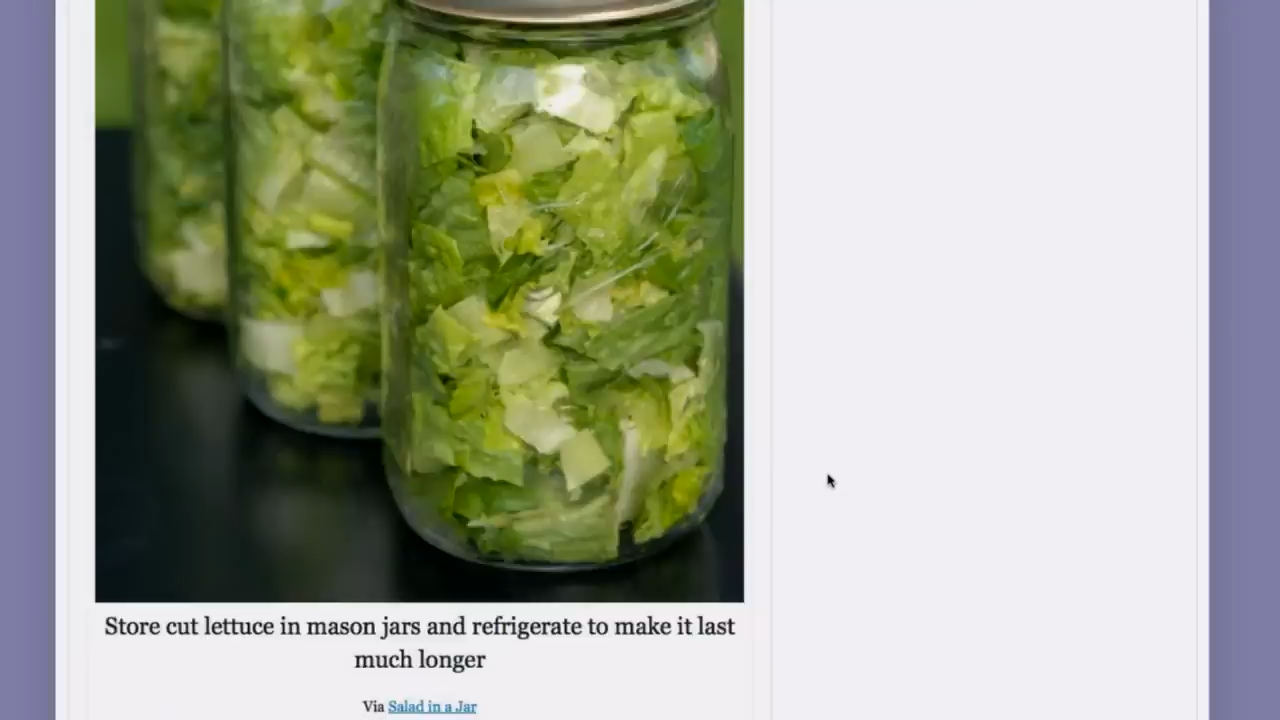 Store cut lettuce in mason jars and refrigerate to make it last
much longer
Via Salad in a Jar